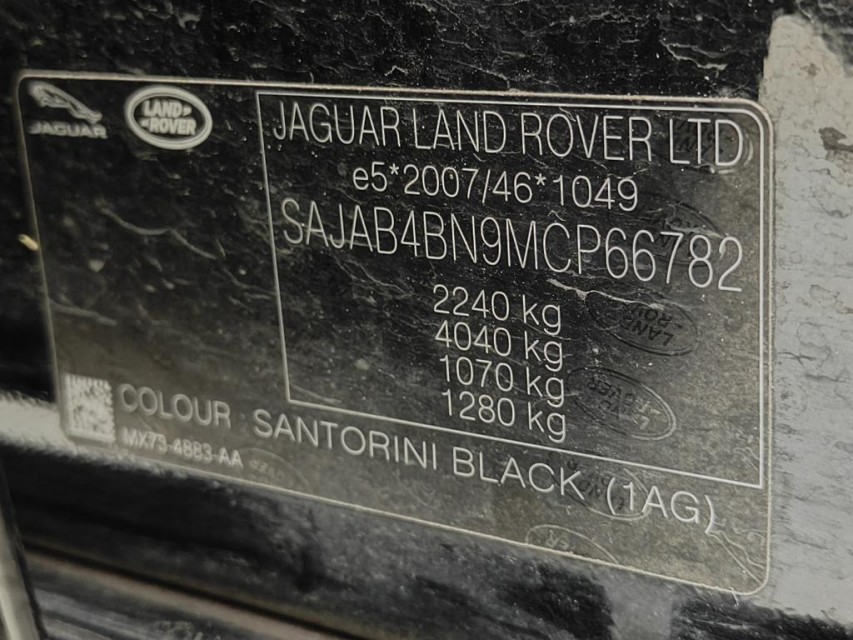 JAGUAR
LAND ROVER
JAGUAR LAND ROVER LTD
e5*2007/46*1049
SAJAB4BN9MCP66782
2240 kg
4040 kg
1070 kg
1280 kg
COLOUR SANTORINI BLACK (1AG)
MX73-4883-AA